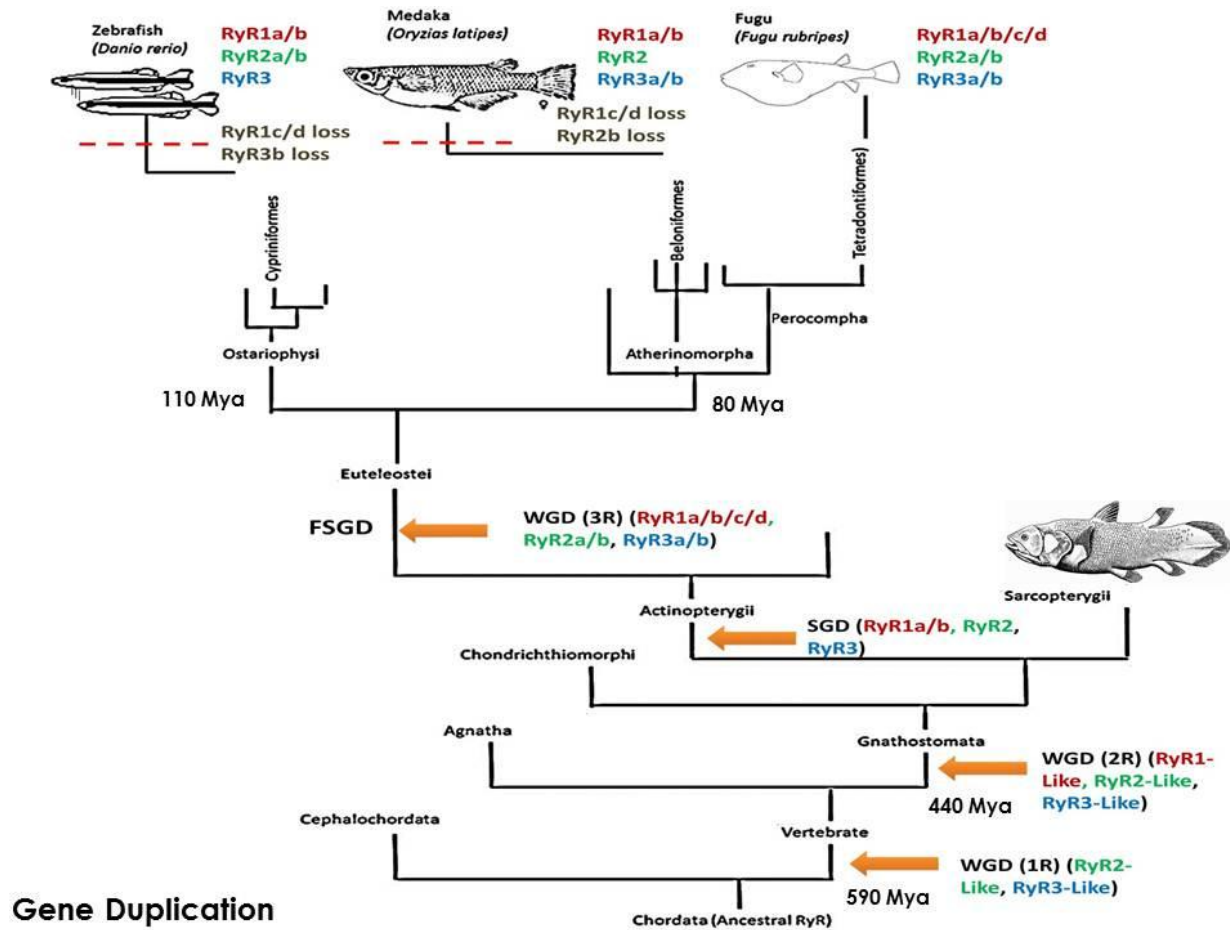 Zebrafish
(Danio rerio)
RyR1a/b
RyR2a/b
RyR3
RyR1c/d loss
RyR3b loss
Medaka
(Oryzias latipes)
RyR1a/b
RyR2
RyR3a/b
RyR1c/d loss
RyR2b loss
Fugu
(Fugu rubripes)
RyR1a/b/c/d
RyR2a/b
RyR3a/b
Cypriniformes
Beloniformes
Tetradontiformes)
Ostariophysi
Atherinomorpha
Perocompha
110 Mya
80 Mya
Euteleostei
FSGD
WGD (3R) (RyR1a/b/c/d,
RyR2a/b, RyR3a/b)
Actinopterygii
Sarcopterygii
SGD (RyR1a/b, RyR2,
RyR3)
Chondrichthiomorphi
Agnatha
Gnathostomata
WGD (2R) (RyR1-
Like, RyR2-Like,
RyR3-Like)
440 Mya
Cephalochordata
Vertebrate
WGD (1R) (RyR2-
Like, RyR3-Like)
590 Mya
Chordata (Ancestral RyR)
Gene Duplication